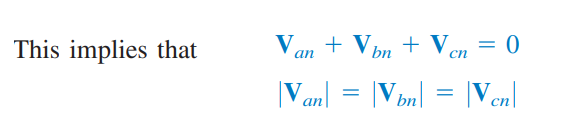 This implies that V_an + V_bn + V_cn = 0
|V_an| = |V_bn| = |V_cn|